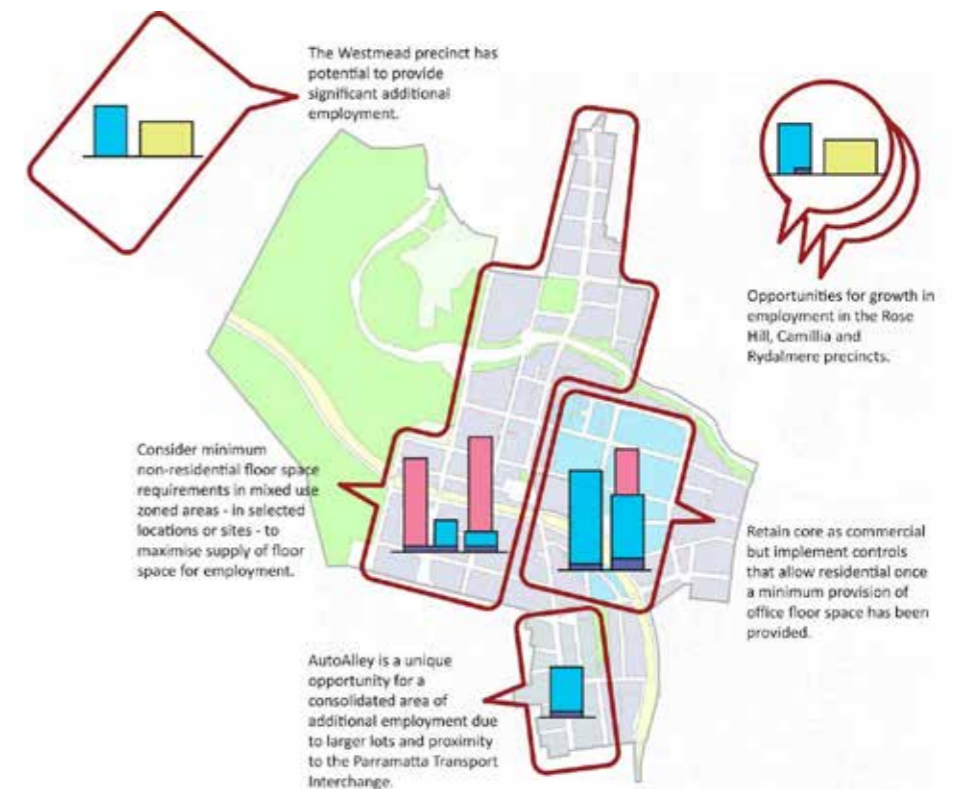 The Westmead precinct has
potential to provide
significant additional
employment.
Opportunities for growth in
employment in the Rose
Hill, Camillia and
Rydalmere precincts.
Consider minimum
non-residential floor space
requirements in mixed use
zoned areas - in selected
locations or sites - to
maximise supply of floor
space for employment.
Retain core as commercial
but implement controls
that allow residential once
a minimum provision of
office floor space has been
provided.
AutoAlley is a unique
opportunity for a
consolidated area of
additional employment due
to larger lots and proximity
to the Parramatta Transport
Interchange.